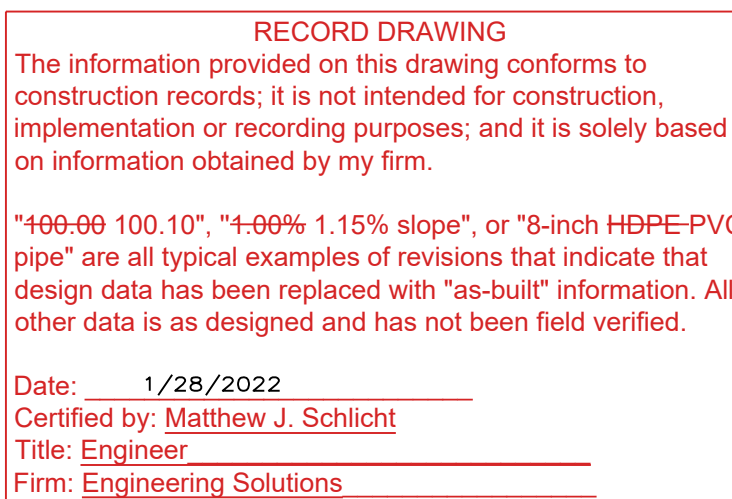 RECORD DRAWING
The information provided on this drawing conforms to
construction records; it is not intended for construction,
implementation or recording purposes; and it is solely based
on information obtained by my firm.
"100.00 100.10", "1.00% 1.15% slope", or "8-inch HDPE PVC
pipe" are all typical examples of revisions that indicate that
design data has been replaced with "as-built" information. All
other data is as designed and has not been field verified.
Date: 1/28/2022
Certified by: Matthew J. Schlicht
Title: Engineer
Firm: Engineering Solutions